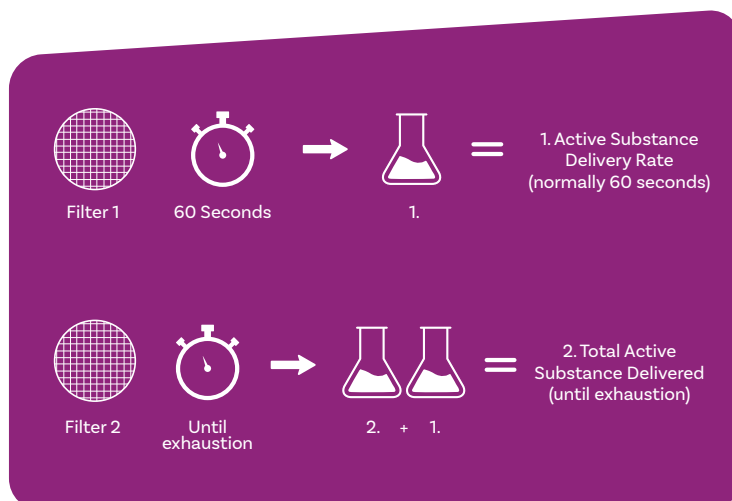 1. Active Substance
Delivery Rate
(normally 60 seconds)
Filter 1
60 Seconds
1.
2. Total Active
Substance Delivered
(until exhaustion)
Filter 2
Until
exhaustion
2. + 1.